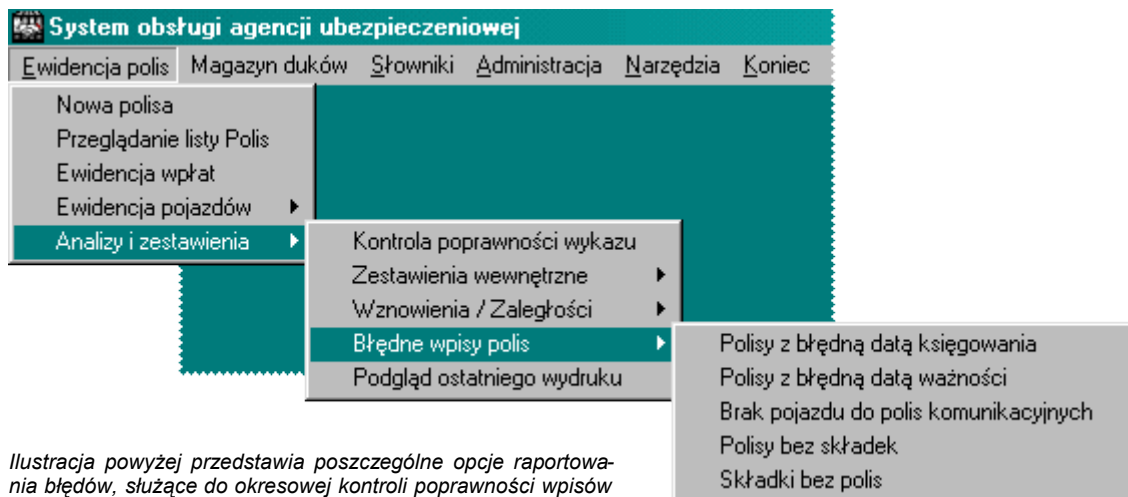 System obsługi agencji ubezpieczeniowej
Ewidencja polis Magazyn duków Słowniki Administracja Narzędzia Koniec
Nowa polisa
Przeglądanie listy Polis
Ewidencja wpłat
Ewidencja pojazdów
Analizy i zestawienia
Kontrola poprawności wykazu
Zestawienia wewnętrzne
Wznowienia / Zaległości
Błędne wpisy polis
Podgląd ostatniego wydruku
Polisy z błędną datą księgowania
Polisy z błędną datą ważności
Brak pojazdu do polis komunikacyjnych
Polisy bez składek
Składki bez polis
Ilustracja powyżej przedstawia poszczególne opcje raportowa-
nia błędów, służące do okresowej kontroli poprawności wpisów